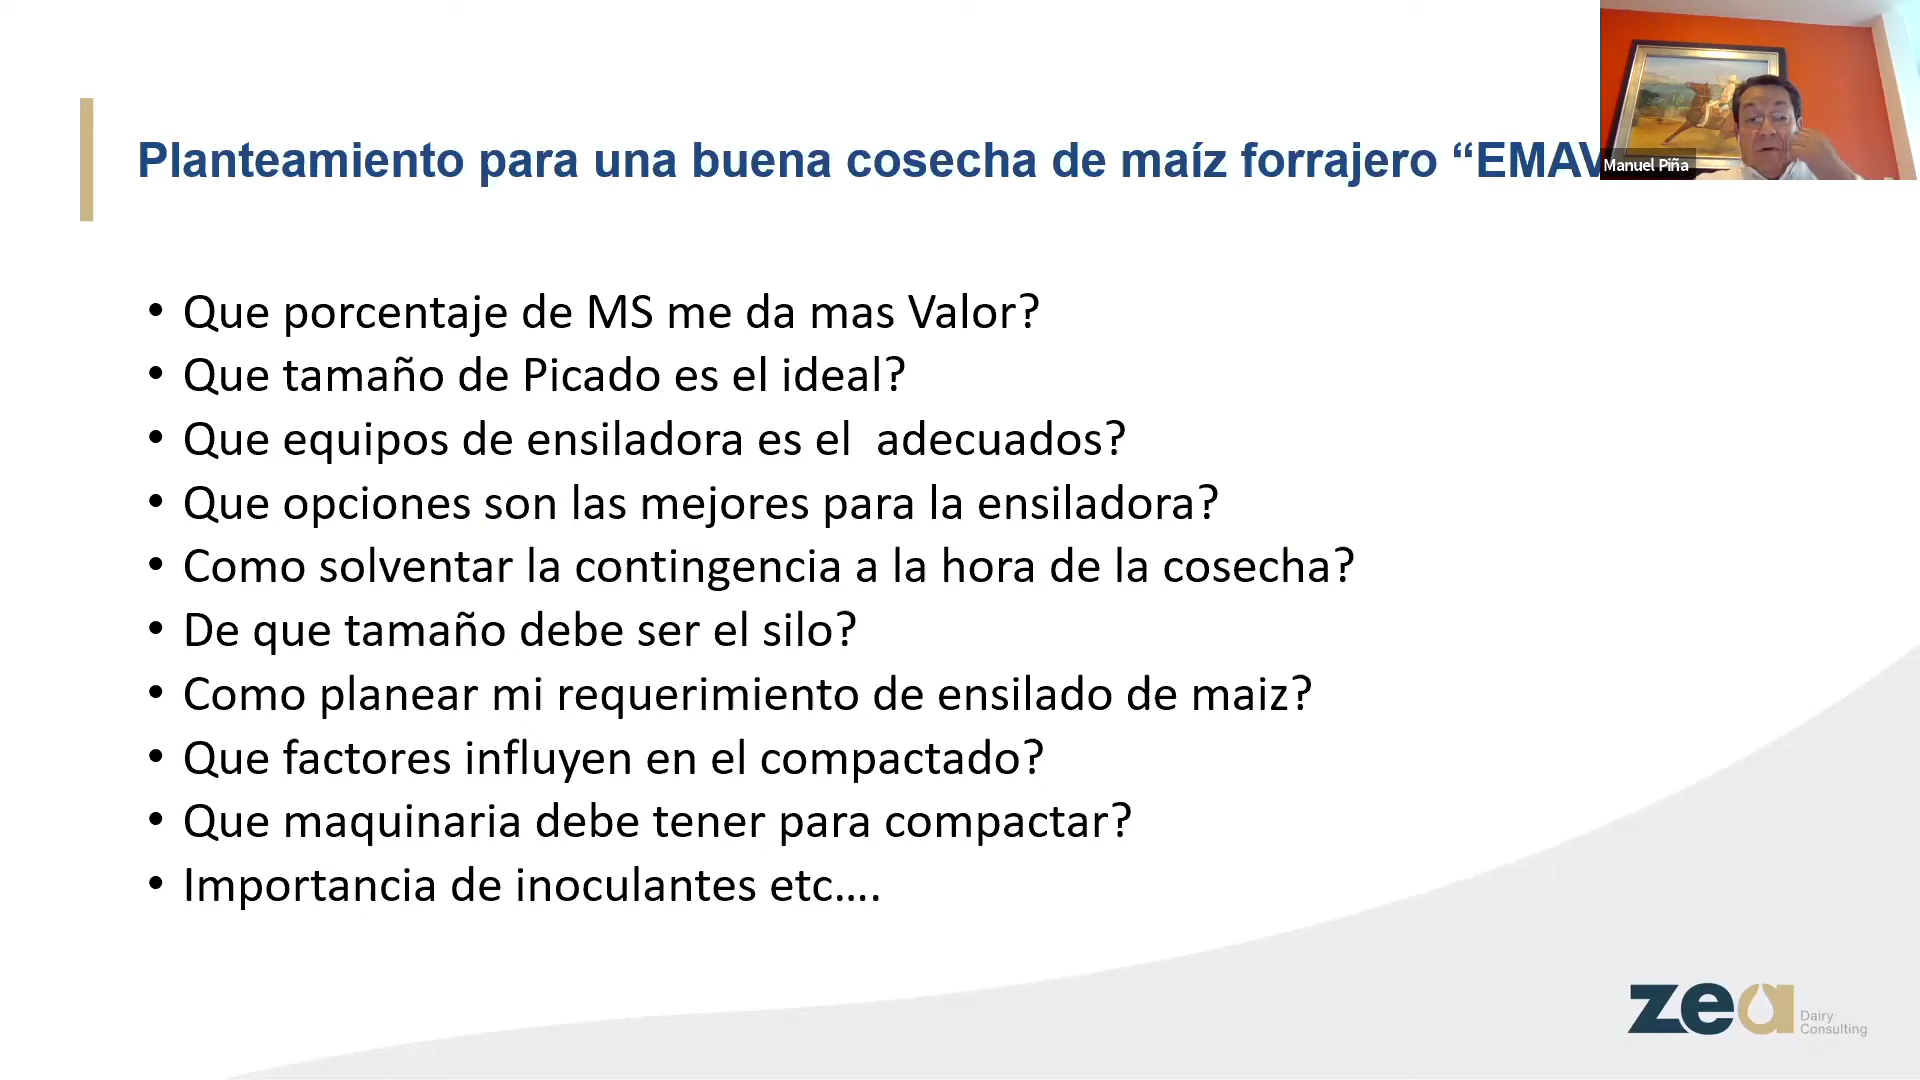 Planteamiento para una buena cosecha de maíz forrajero “EMAV
Manuel Piña
• Que porcentaje de MS me da mas Valor?
• Que tamaño de Picado es el ideal?
• Que equipos de ensiladora es el  adecuados?
• Que opciones son las mejores para la ensiladora?
• Como solventar la contingencia a la hora de la cosecha?
• De que tamaño debe ser el silo?
• Como planear mi requerimiento de ensilado de maiz?
• Que factores influyen en el compactado?
• Que maquinaria debe tener para compactar?
• Importancia de inoculantes etc….
zea
Dairy
Consulting